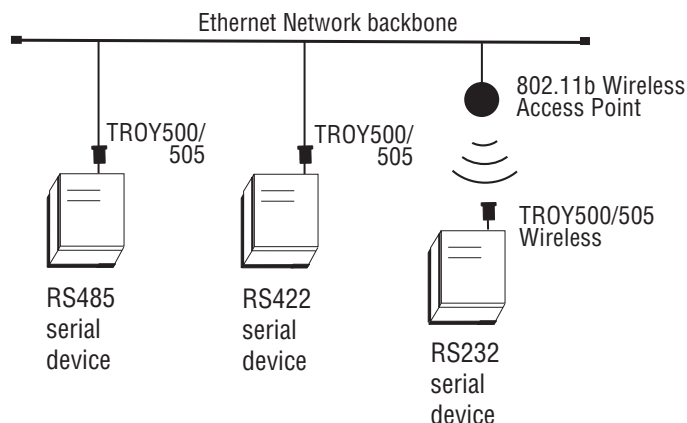 Ethernet Network backbone
802.11b Wireless
Access Point
TROY500/
505
TROY500/
505
TROY500/505
Wireless
RS485
serial
device
RS422
serial
device
RS232
serial
device